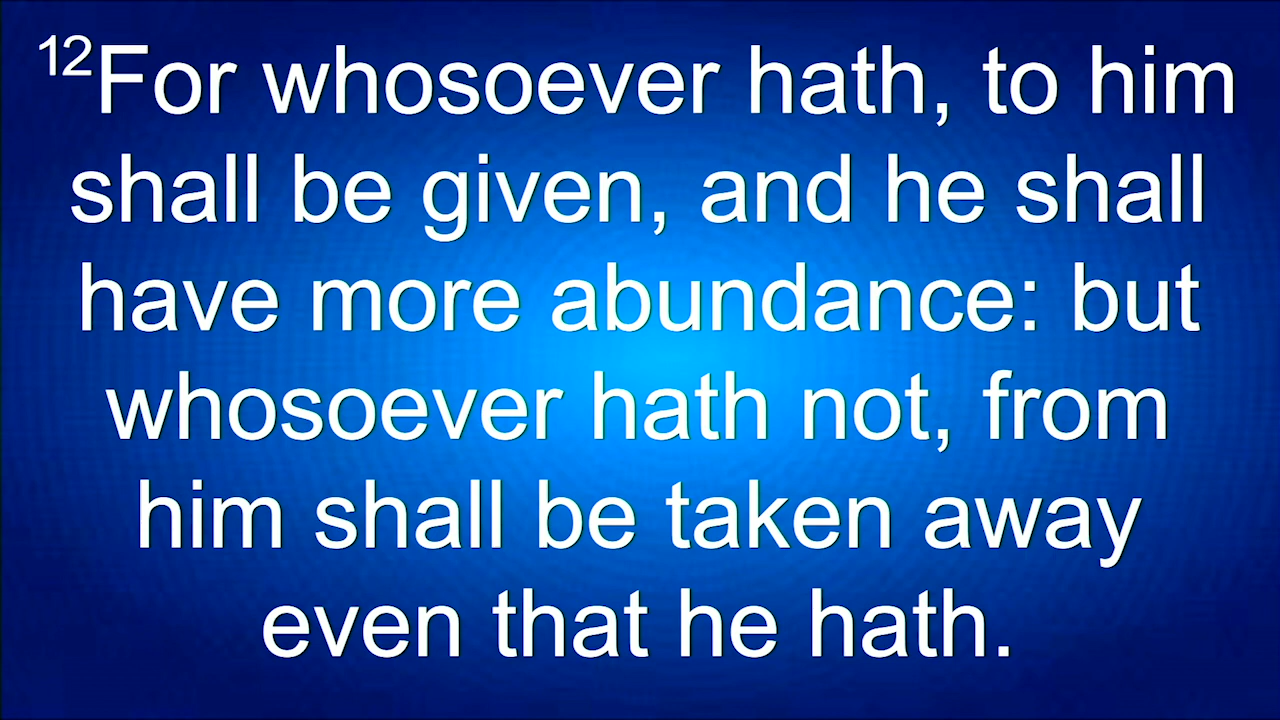 12For whosoever hath, to him
shall be given, and he shall
have more abundance: but
whosoever hath not, from
him shall be taken away
even that he hath.